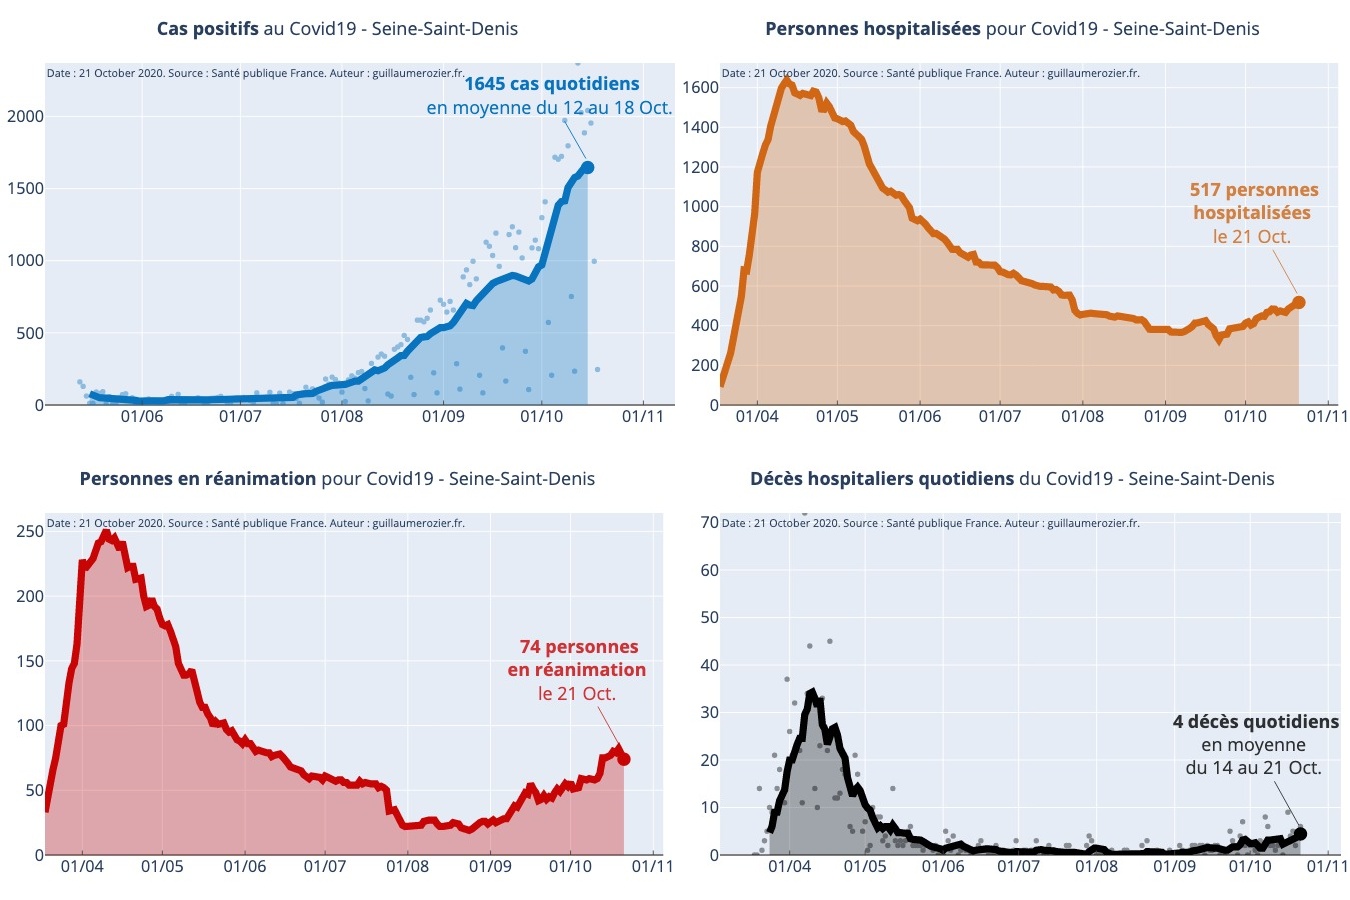 Cas positifs au Covid19 - Seine-Saint-Denis
Date : 21 October 2020. Source : Santé publique France. Auteur : guillaumerozier.fr.
1645 cas quotidiens
en moyenne du 12 au 18 Oct.
2000
1500
1000
500
0
01/06 01/07 01/08 01/09 01/10 01/11
Personnes hospitalisées pour Covid19 - Seine-Saint-Denis
Date : 21 October 2020. Source : Santé publique France. Auteur : guillaumerozier.fr.
1600
1400
1200
517 personnes
hospitalisées
le 21 Oct.
1000
800
600
400
200
0
01/04 01/05 01/06 01/07 01/08 01/09 01/10 01/11
Personnes en réanimation pour Covid19 - Seine-Saint-Denis
Date : 21 October 2020. Source : Santé publique France. Auteur : guillaumerozier.fr.
250
200
74 personnes
en réanimation
le 21 Oct.
150
100
50
0
01/04 01/05 01/06 01/07 01/08 01/09 01/10 01/11
Décès hospitaliers quotidiens du Covid19 - Seine-Saint-Denis
Date : 21 October 2020. Source : Santé publique France. Auteur : guillaumerozier.fr.
70
60
50
40
30
4 décès quotidiens
en moyenne
du 14 au 21 Oct.
20
10
0
01/04 01/05 01/06 01/07 01/08 01/09 01/10 01/11